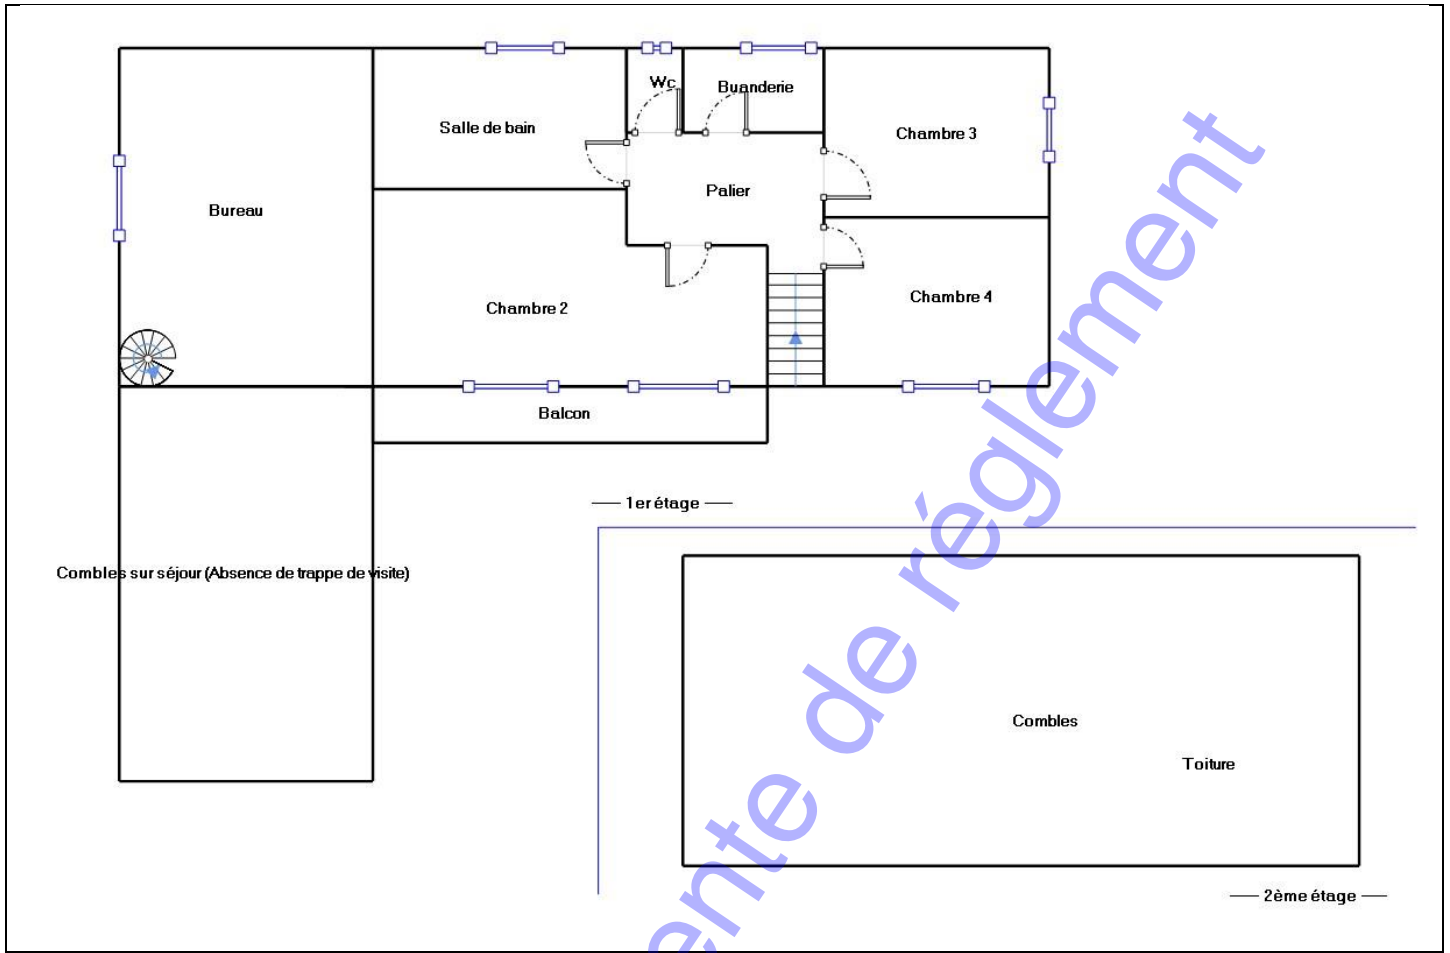 Wc
Buanderie
Salle de bain
Chambre 3
Palier
Bureau
Chambre 4
Chambre 2
Balcon
1er étage
Combles sur séjour (Absence de trappe de visite)
Combles
Toiture
2ème étage
de réglement